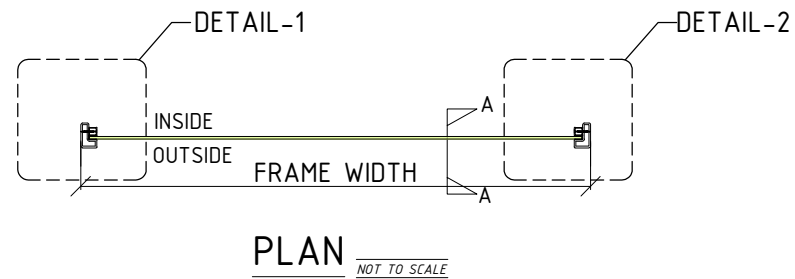 DETAIL-1
DETAIL-2
A
INSIDE
OUTSIDE
FRAME WIDTH
A
PLAN NOT TO SCALE